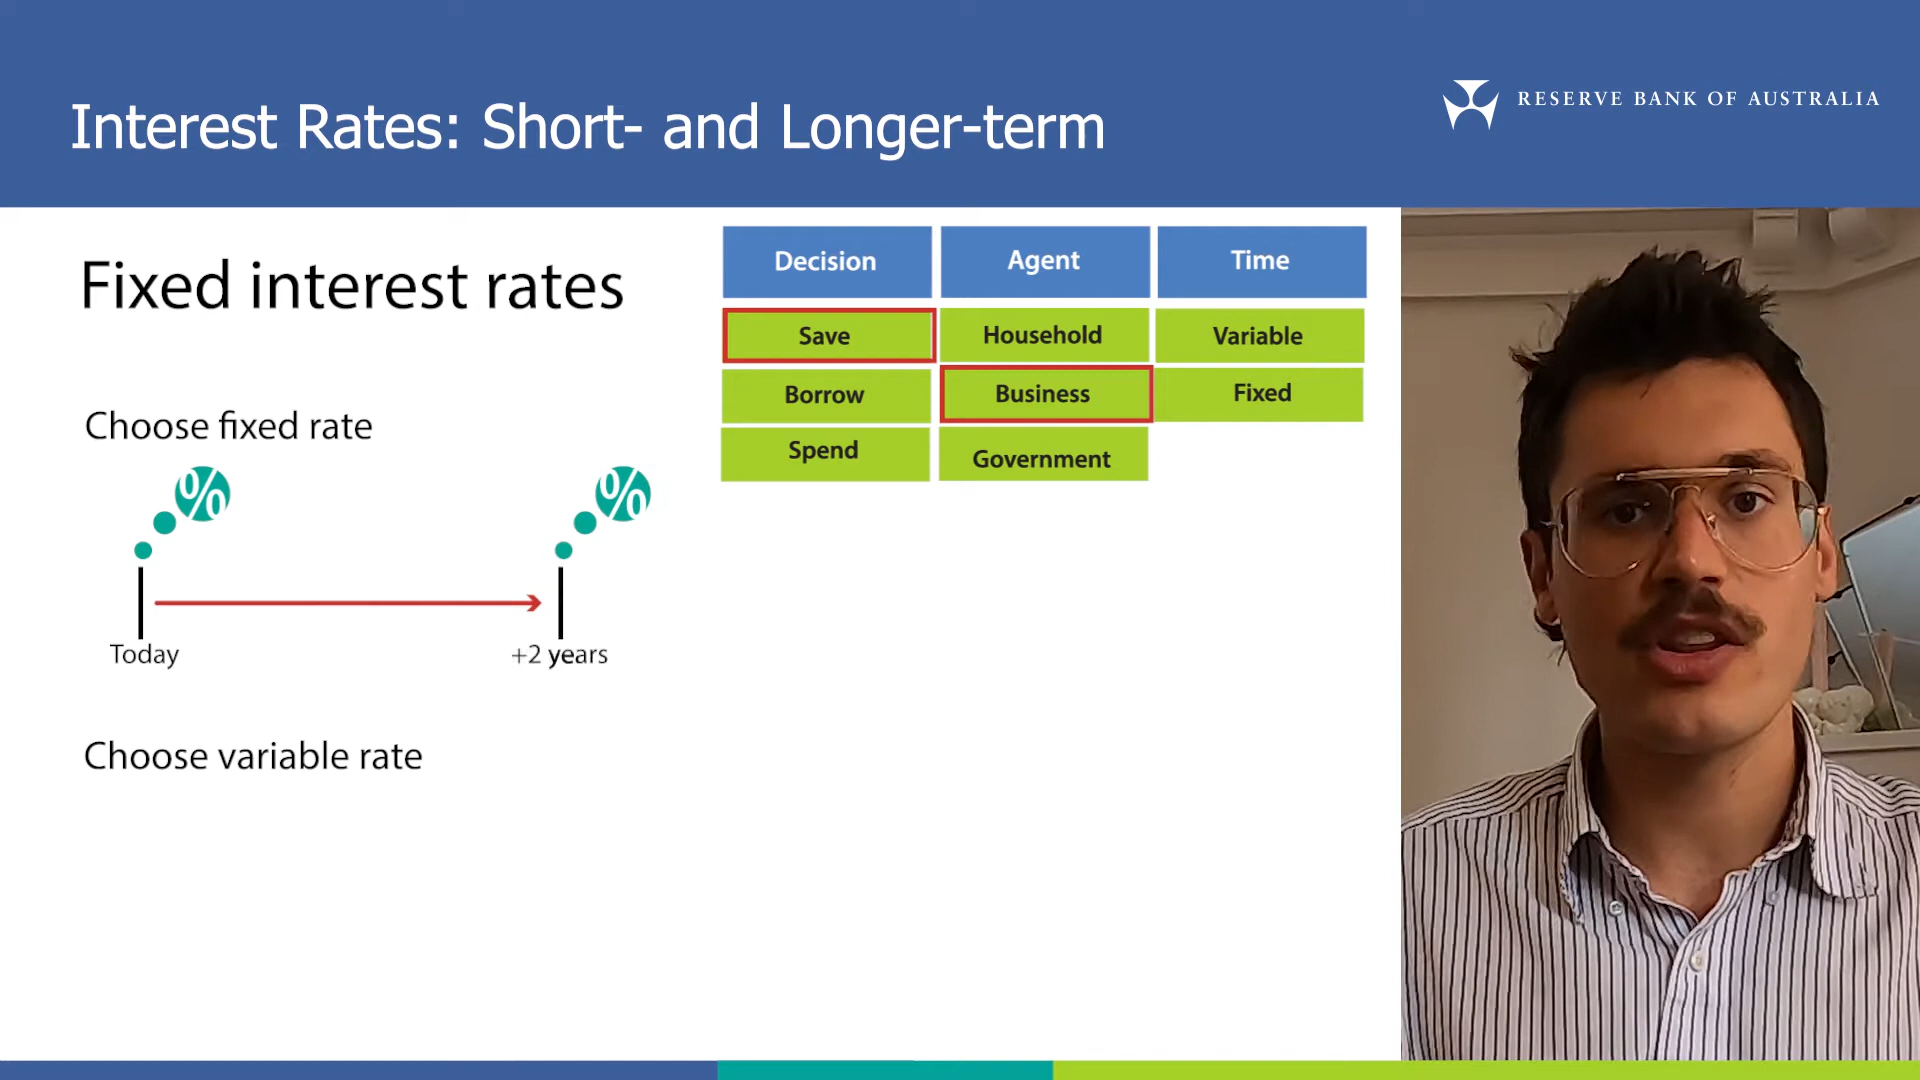 Interest Rates: Short- and Longer-term
RESERVE BANK OF AUSTRALIA
Fixed interest rates
Choose fixed rate
%
%
Today
+2 years
Choose variable rate
Decision Agent Time
Save Household Variable
Borrow Business Fixed
Spend Government